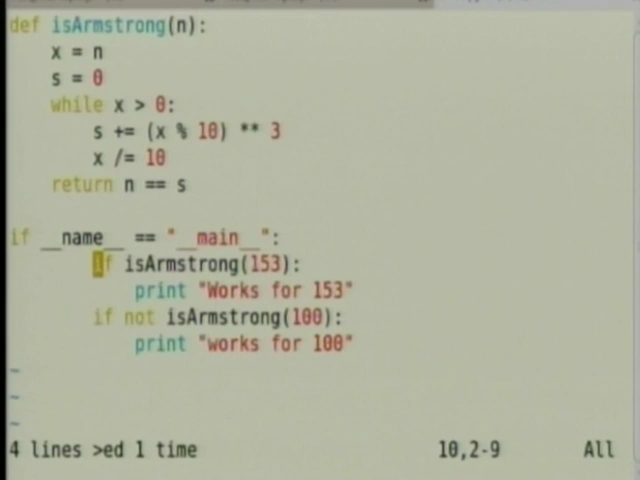 def isArmstrong(n):
    x = n
    s = 0
    while x > 0:
        s += (x % 10) ** 3
        x /= 10
    return n == s

if __name__ == "__main__":
        if isArmstrong(153):
            print "Works for 153"
        if not isArmstrong(100):
            print "works for 100"
~
~
~
4 lines >ed 1 time 10,2-9 All